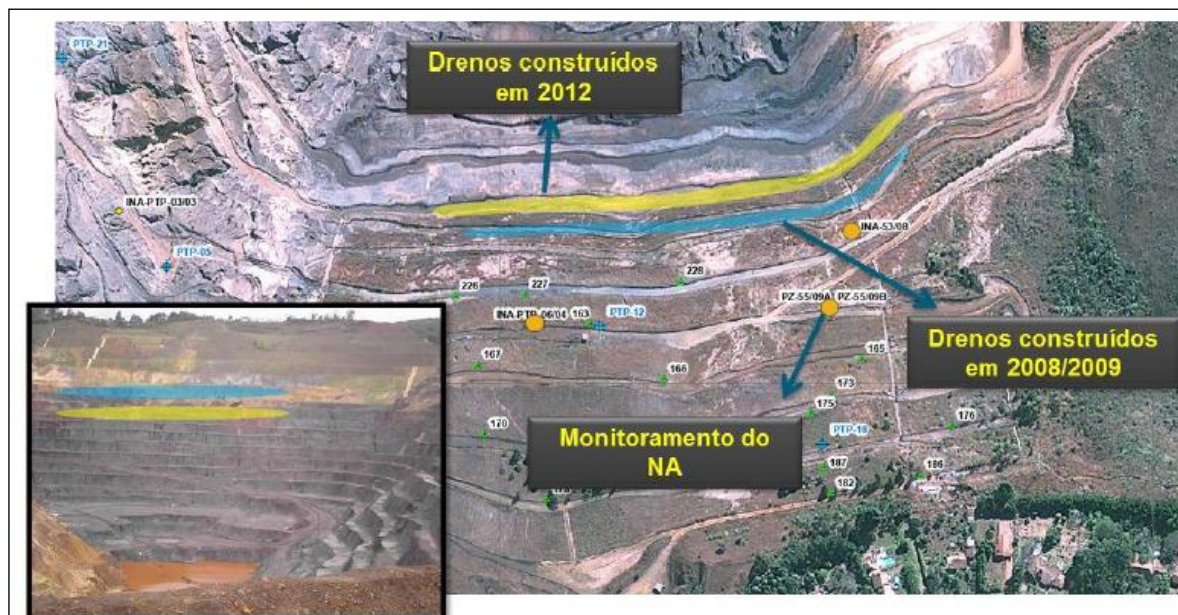 PTP-21
Drenos construídos
em 2012
INA-PTP-03/03
PTP-05
INA-53/08
228
226
227
PZ-55/09A
PZ-55/09B
INA-PTP-06/04
163
PTP-12
Drenos construídos
em 2008/2009
167
165
166
173
175
176
170
PTP-18
Monitoramento do
NA
187
186
182